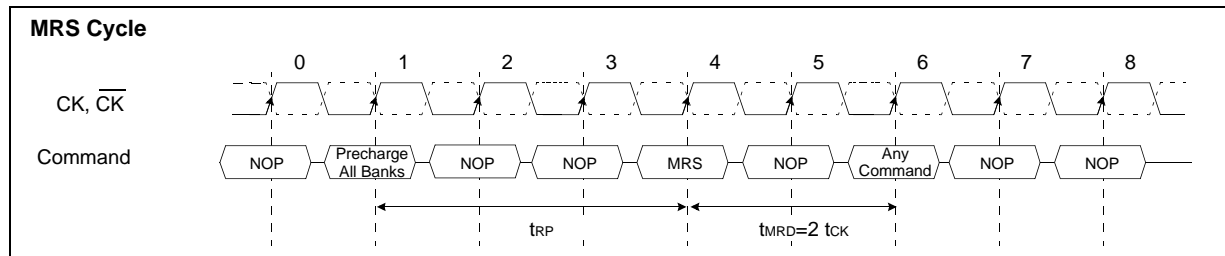 MRS Cycle
0 1 2 3 4 5 6 7 8
CK, C̅K̅
Command
NOP Precharge All Banks NOP NOP MRS NOP Any Command NOP NOP
tRP tMRD=2 tCK